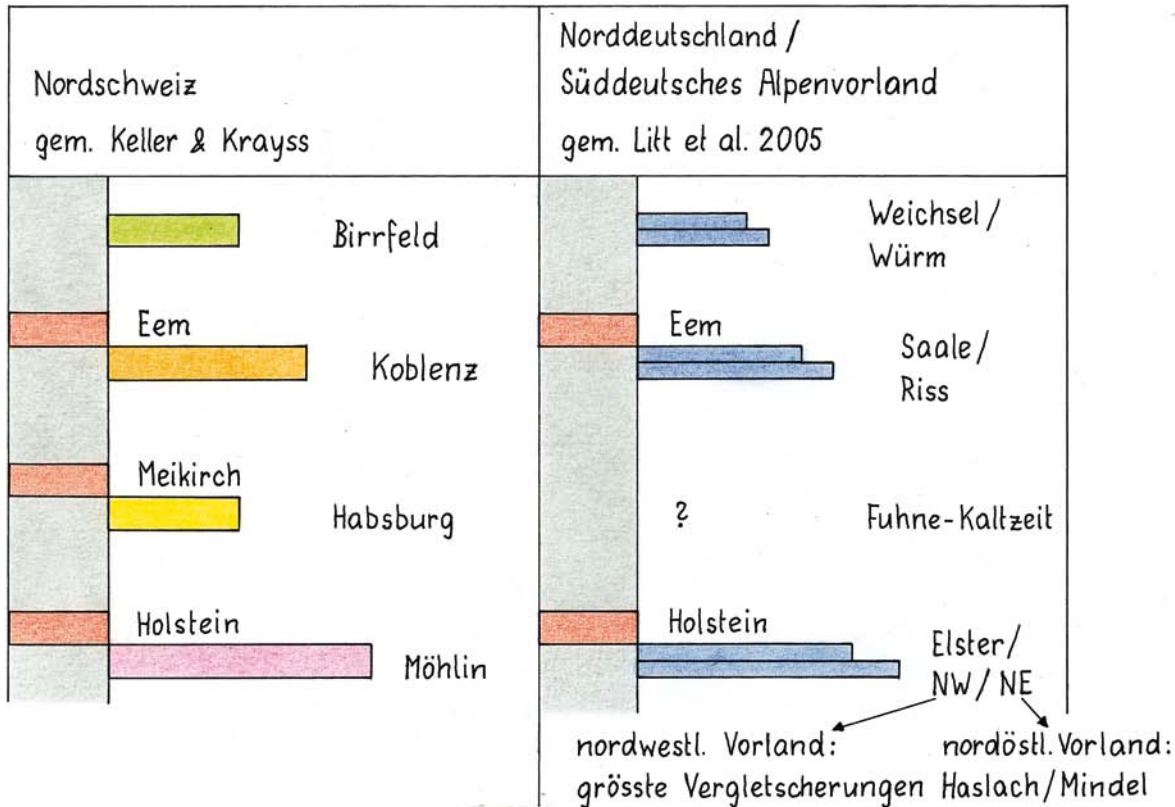 Nordschweiz
gem. Keller & Krayss
Birrfeld
Eem
Koblenz
Meikirch
Habsburg
Holstein
Möhlin
Norddeutschland /
Süddeutsches Alpenvorland
gem. Litt et al. 2005
Weichsel /
Würm
Eem
Saale /
Riss
?
Fuhne-Kaltzeit
Holstein
Elster /
NW / NE
nordwestl. Vorland:
grösste Vergletscherungen
nordöstl. Vorland:
Haslach / Mindel